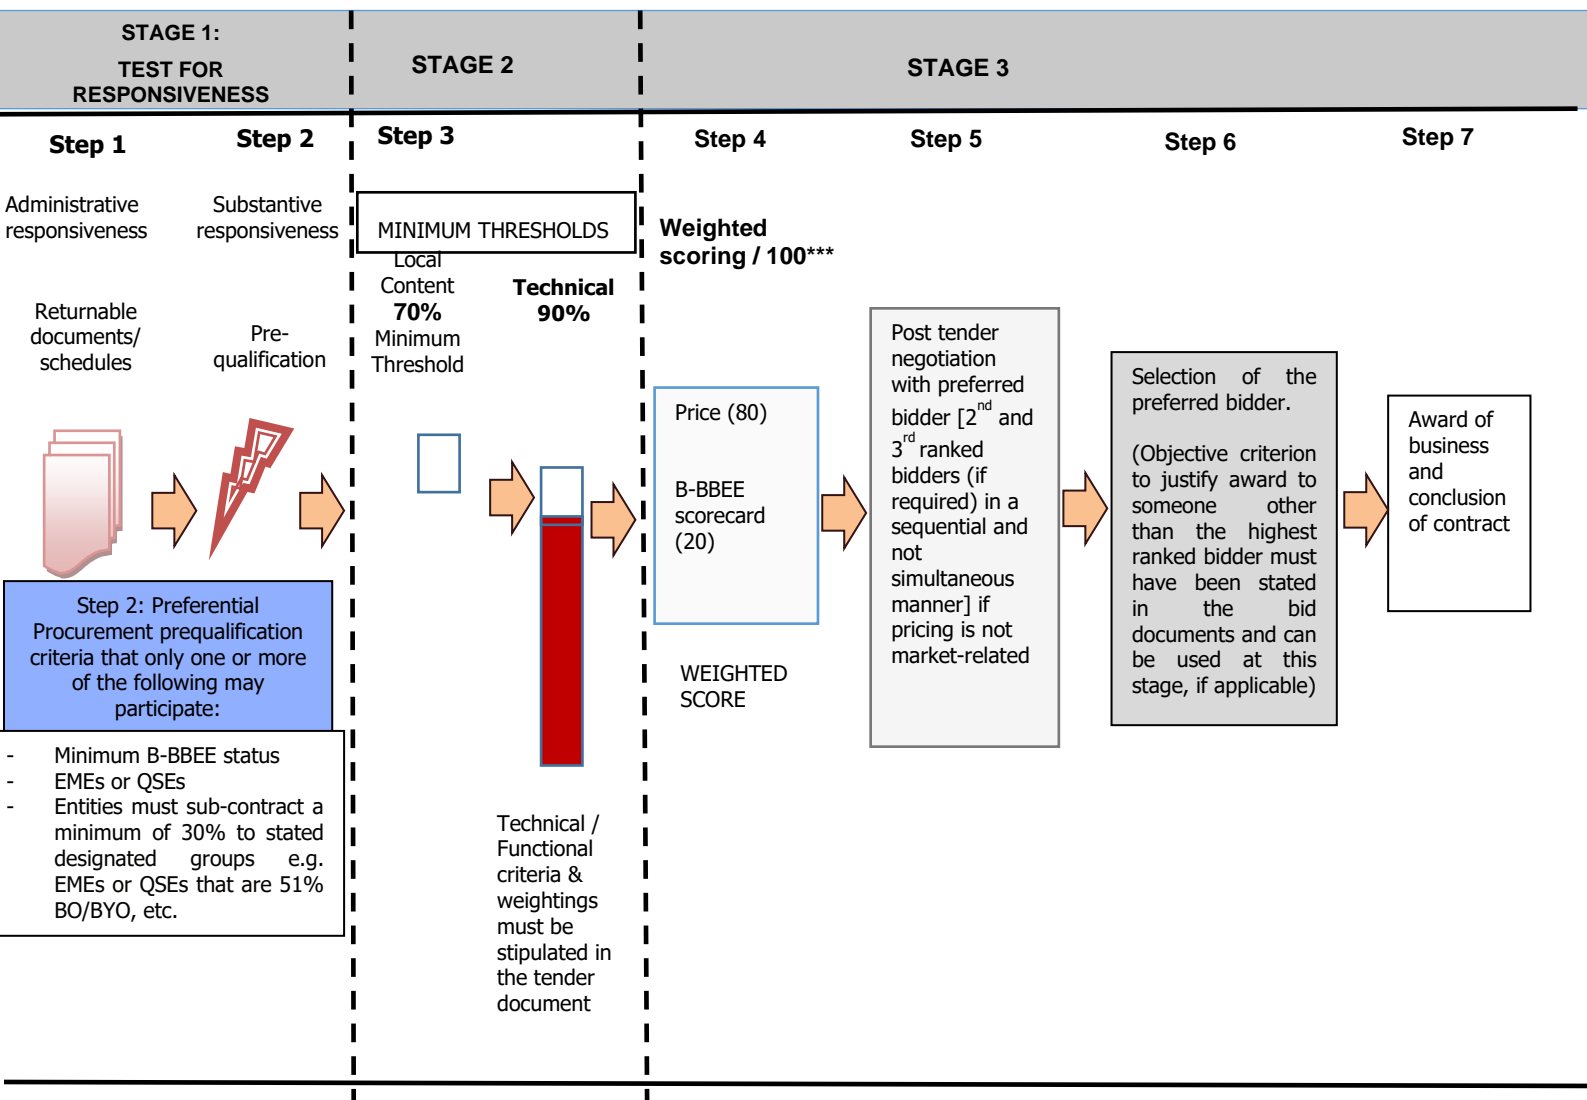 STAGE 1:
TEST FOR
RESPONSIVENESS
STAGE 2
STAGE 3
Step 1
Step 2
Step 3
Step 4
Step 5
Step 6
Step 7
Administrative
responsiveness
Substantive
responsiveness
MINIMUM THRESHOLDS
Weighted
scoring / 100***
Returnable
documents/
schedules
Pre-
qualification
Local
Content
70%
Minimum
Threshold
Technical
90%
Price (80)
B-BBEE
scorecard
(20)
WEIGHTED
SCORE
Post tender
negotiation
with preferred
bidder [2nd and
3rd ranked
bidders (if
required) in a
sequential and
not
simultaneous
manner] if
pricing is not
market-related
Selection of the
preferred bidder.
(Objective criterion
to justify award to
someone other
than the highest
ranked bidder must
have been stated
in the bid
documents and can
be used at this
stage, if applicable)
Award of
business
and
conclusion
of contract
Step 2: Preferential
Procurement prequalification
criteria that only one or more
of the following may
participate:
- Minimum B-BBEE status
- EMEs or QSEs
- Entities must sub-contract a
minimum of 30% to stated
designated groups e.g.
EMEs or QSEs that are 51%
BO/BYO, etc.
Technical /
Functional
criteria &
weightings
must be
stipulated in
the tender
document